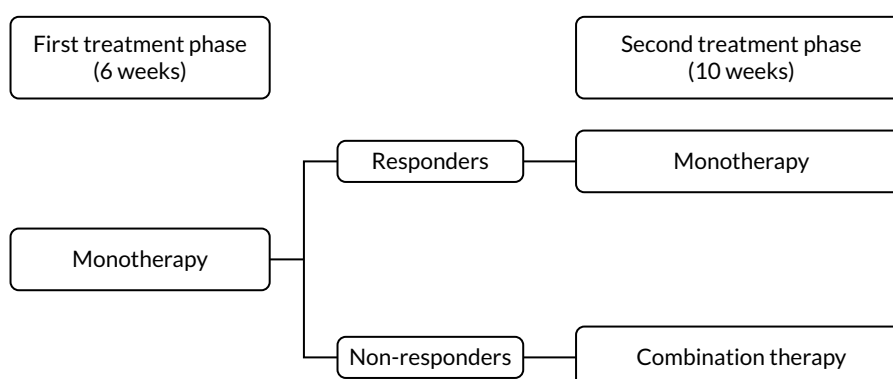 First treatment phase
(6 weeks)
Second treatment phase
(10 weeks)
Responders
Monotherapy
Monotherapy
Non-responders
Combination therapy